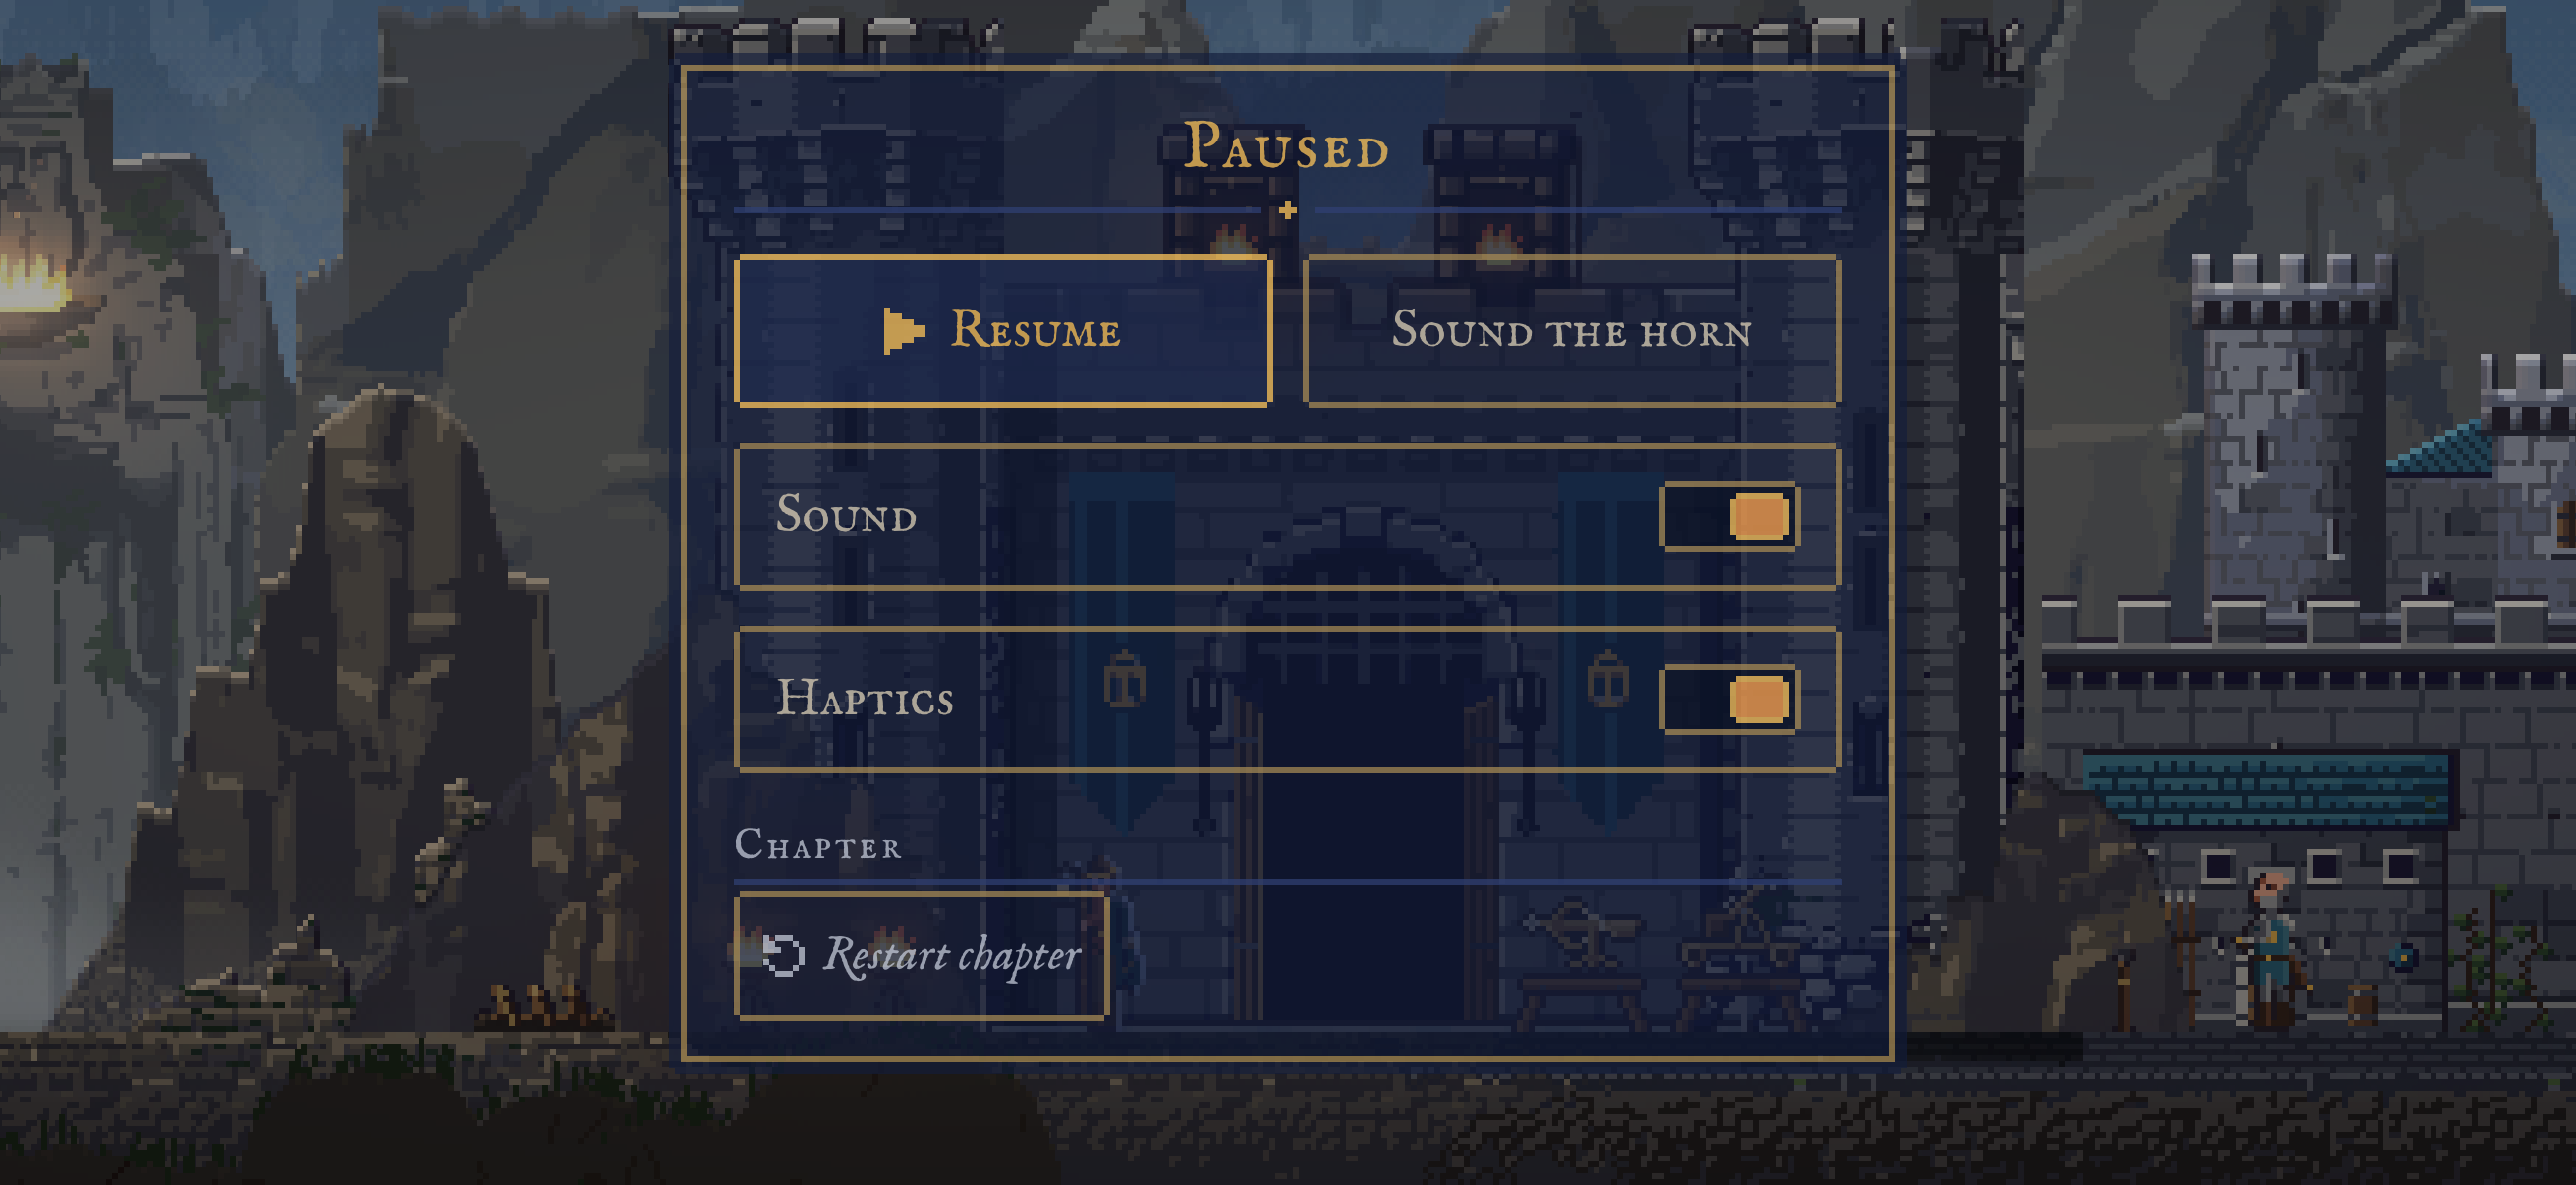 Paused
Resume
Sound the horn
Sound
Haptics
Chapter
Restart chapter